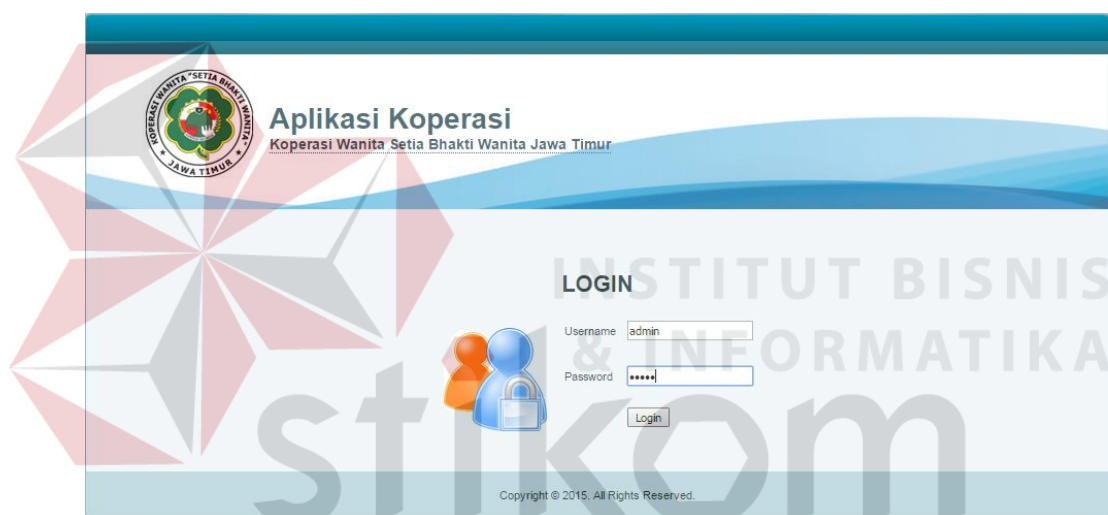 KOPERASI WANITA "SETIA BHAKTI WANITA"
JAWA TIMUR
Aplikasi Koperasi
Koperasi Wanita Setia Bhakti Wanita Jawa Timur
LOGIN
INSTITUT BISNIS
Username admin
& INFORMATIKA
Password •••••
Login
stikom
Copyright © 2015. All Rights Reserved.